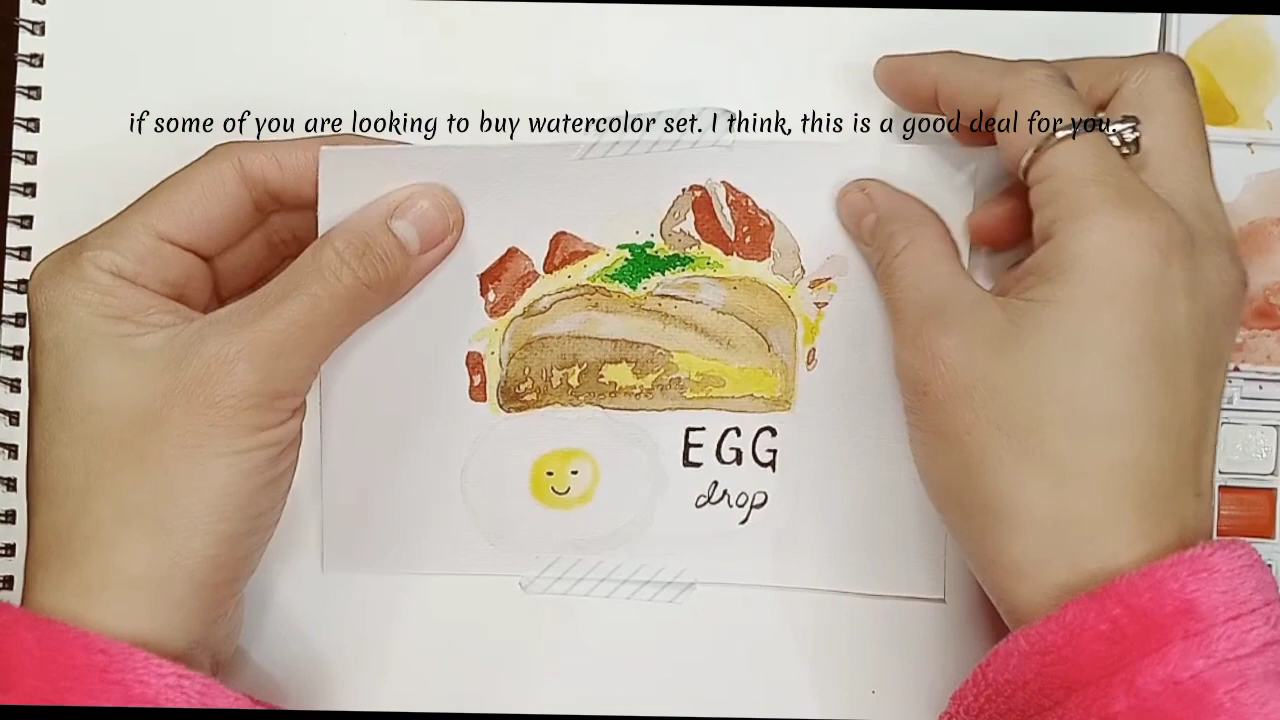 if some of you are looking to buy watercolor set. I think, this is a good deal for you.
EGG
drop